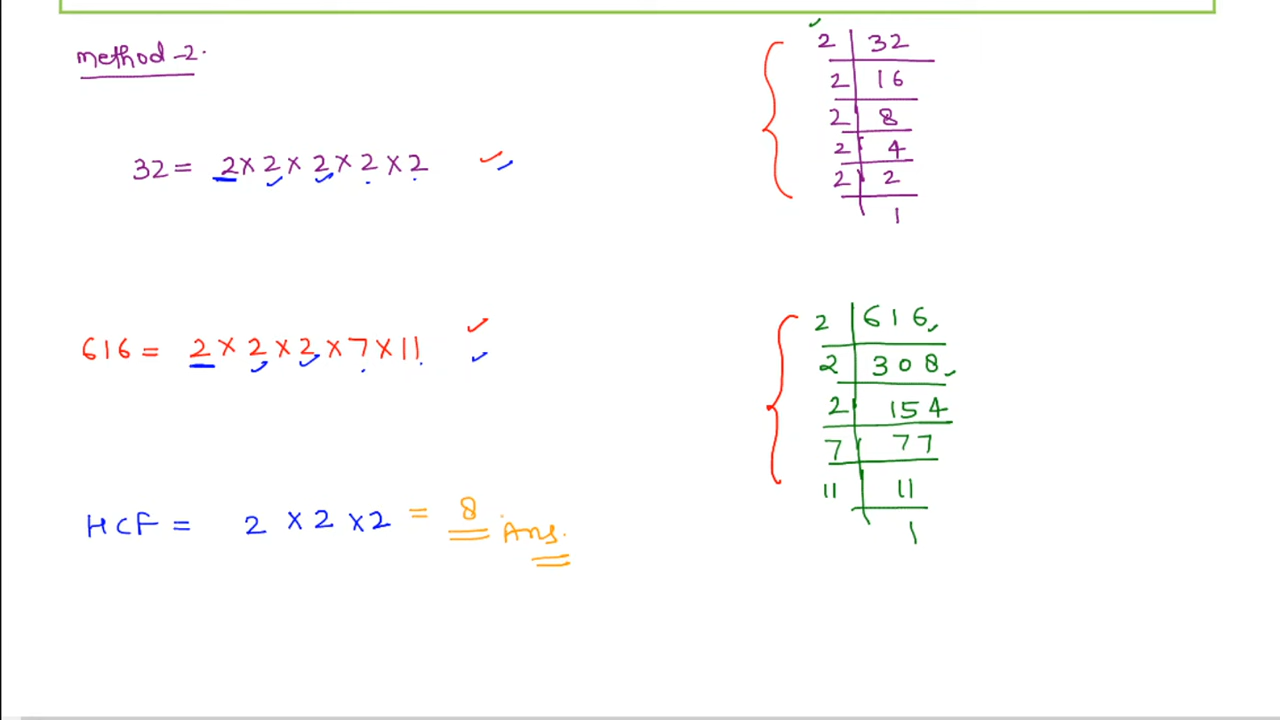 method -2.
32 = 2 × 2 × 2 × 2 × 2
2 | 32
2 | 16
2 | 8
2 | 4
2 | 2
1
616 = 2 × 2 × 2 × 7 × 11
2 | 616
2 | 308
2 | 154
7 | 77
11 | 11
1
HCF = 2 × 2 × 2 = 8 Ans.